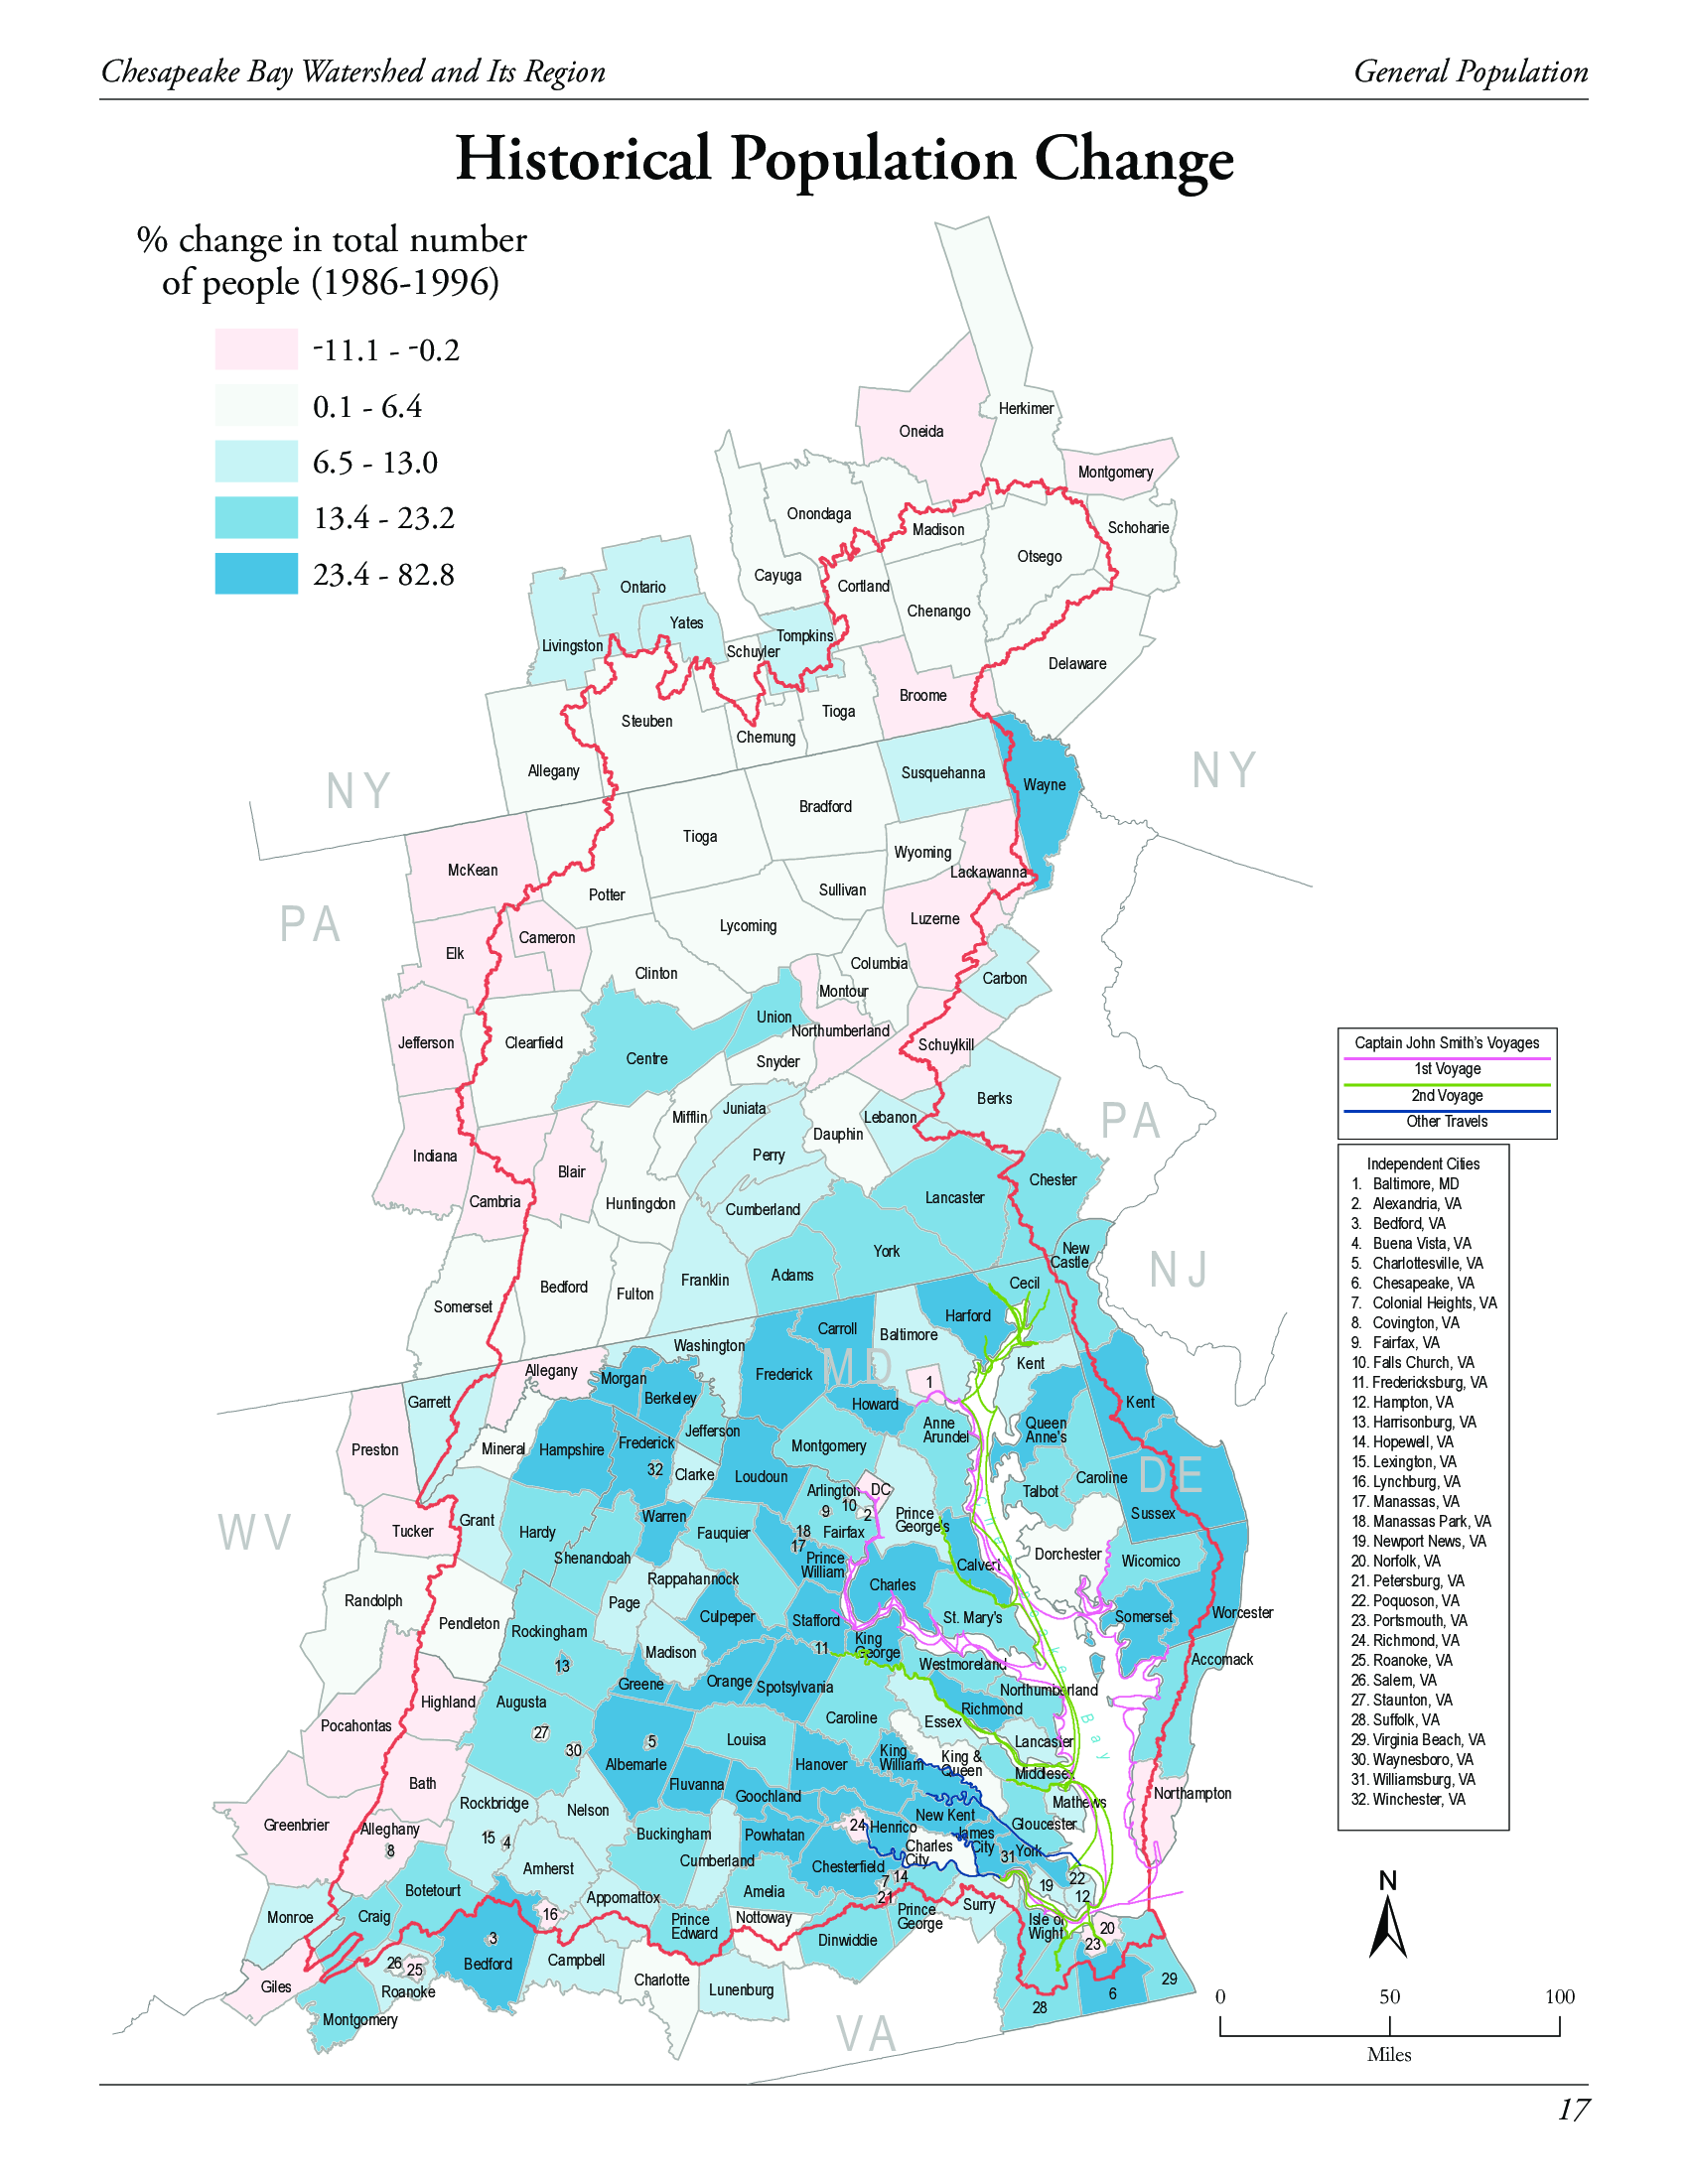 Chesapeake Bay Watershed and Its Region
General Population
Historical Population Change
% change in total number
of people (1986-1996)
-11.1 - -0.2
0.1 - 6.4
6.5 - 13.0
13.4 - 23.2
23.4 - 82.8
Herkimer
Oneida
Montgomery
Onondaga
Madison
Schoharie
Otsego
Cayuga
Cortland
Ontario
Chenango
Yates
Tompkins
Livingston
Schuyler
Delaware
Broome
Tioga
Steuben
Chemung
Allegany
NY
NY
Susquehanna
Wayne
Bradford
Tioga
Wyoming
McKean
Lackawanna
Sullivan
Potter
PA
Luzerne
Lycoming
Cameron
Elk
Columbia
Clinton
Carbon
Montour
Union
Northumberland
Jefferson
Clearfield
Schuylkill
Centre
Snyder
Berks
Juniata
Mifflin
Lebanon
PA
Dauphin
Indiana
Perry
Blair
Chester
Lancaster
Cambria
Huntingdon
Cumberland
New
Castle
York
NJ
Adams
Franklin
Cecil
Bedford
Fulton
Somerset
Harford
Carroll
Baltimore
Washington
MD
Kent
Allegany
Frederick
Morgan
1
Berkeley
Garrett
Howard
Kent
Queen
Anne's
Anne
Arundel
Jefferson
Preston
Mineral
Hampshire
Frederick
Montgomery
32
Clarke
Loudoun
Caroline
DE
Talbot
Arlington
DC
10
9
2
Prince
George's
Sussex
WV
Grant
Tucker
Hardy
Warren
Fauquier
18
Fairfax
17
Shenandoah
Prince
William
Calvert
Dorchester
Wicomico
Rappahannock
Charles
Randolph
Page
Culpeper
Stafford
St. Mary's
Somerset
Worcester
Pendleton
Rockingham
Madison
11
King
George
Accomack
13
Westmoreland
Greene
Orange
Spotsylvania
Northumberland
Highland
Augusta
Richmond
Pocahontas
27
Caroline
Essex
30
5
Louisa
Lancaster
Chesapeake Bay
Albemarle
Hanover
King
William
King &
Queen
Bath
Fluvanna
Middlesex
Goochland
Northampton
Rockbridge
Nelson
Mathews
New Kent
Gloucester
Greenbrier
Alleghany
8
15
4
Buckingham
Powhatan
24
Henrico
James
City
Charles
City
York
31
Cumberland
Amherst
Chesterfield
22
Botetourt
Appomattox
Amelia
7
14
21
19
12
Monroe
Craig
16
Prince
Edward
Nottoway
Prince
George
Surry
Isle of
Wight
20
3
Dinwiddie
23
26
25
Bedford
Campbell
Giles
Roanoke
Charlotte
Lunenburg
6
29
28
Montgomery
VA
Captain John Smith's Voyages
1st Voyage
2nd Voyage
Other Travels
Independent Cities
1. Baltimore, MD
2. Alexandria, VA
3. Bedford, VA
4. Buena Vista, VA
5. Charlottesville, VA
6. Chesapeake, VA
7. Colonial Heights, VA
8. Covington, VA
9. Fairfax, VA
10. Falls Church, VA
11. Fredericksburg, VA
12. Hampton, VA
13. Harrisonburg, VA
14. Hopewell, VA
15. Lexington, VA
16. Lynchburg, VA
17. Manassas, VA
18. Manassas Park, VA
19. Newport News, VA
20. Norfolk, VA
21. Petersburg, VA
22. Poquoson, VA
23. Portsmouth, VA
24. Richmond, VA
25. Roanoke, VA
26. Salem, VA
27. Staunton, VA
28. Suffolk, VA
29. Virginia Beach, VA
30. Waynesboro, VA
31. Williamsburg, VA
32. Winchester, VA
N
0 50 100
Miles
17